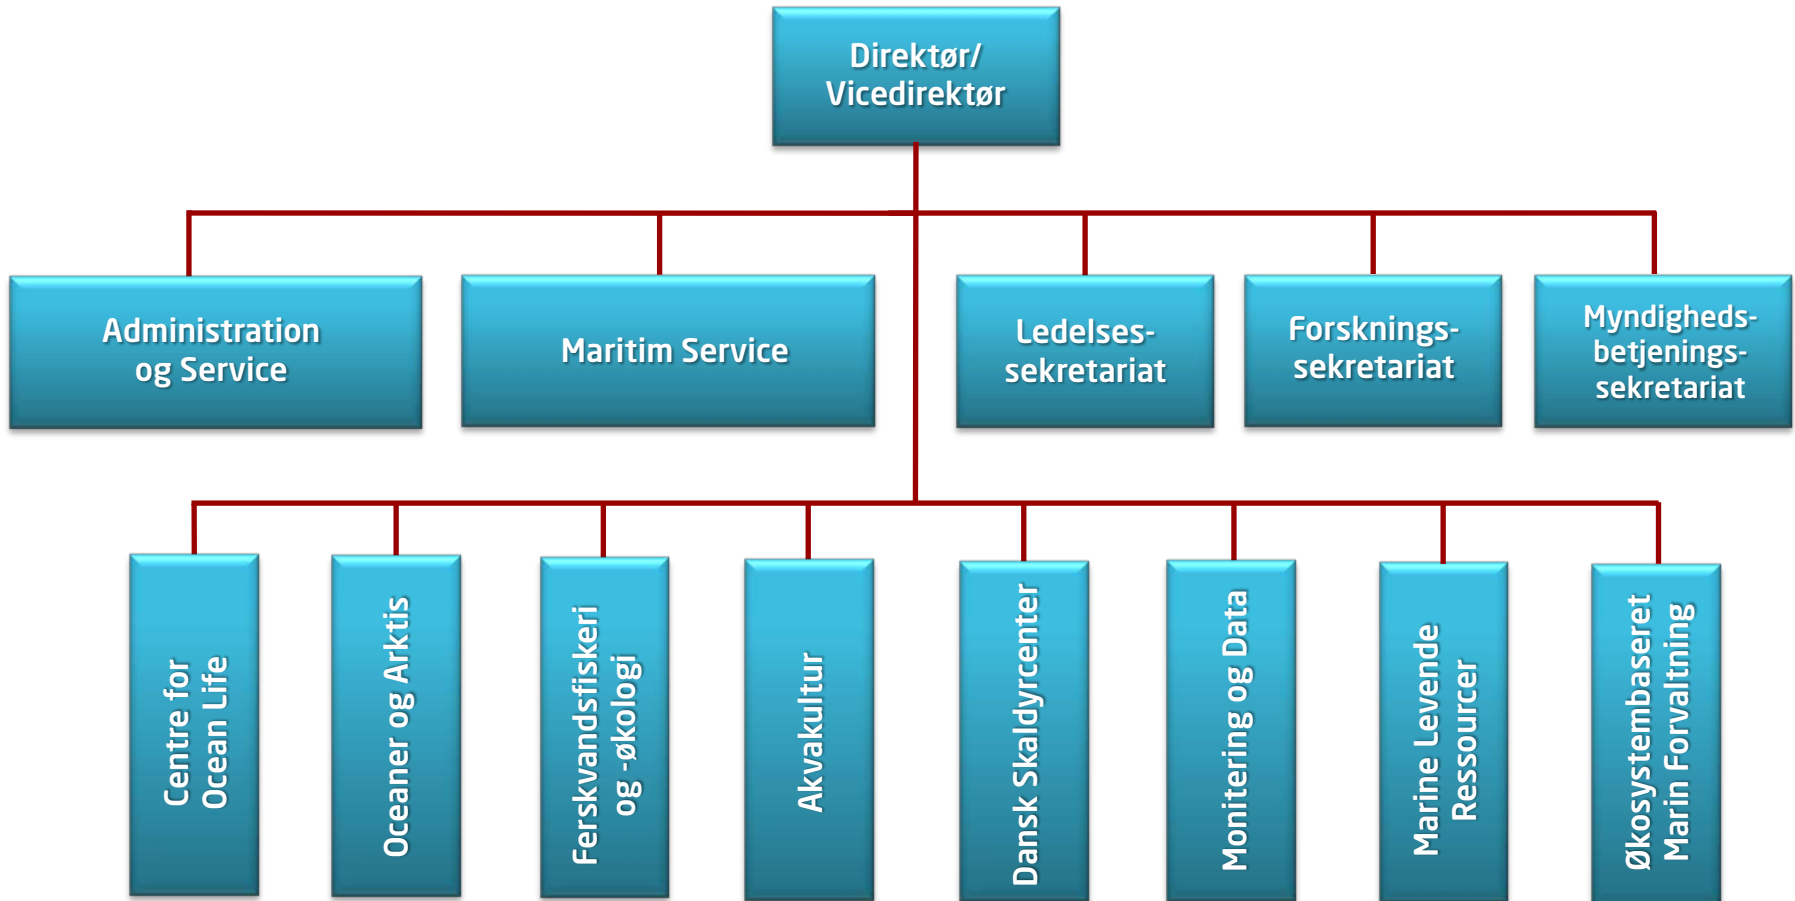 Direktør/
Vicedirektør
Administration
og Service
Maritim Service
Ledelses-
sekretariat
Forsknings-
sekretariat
Myndigheds-
betjenings-
sekretariat
Centre for
Ocean Life
Oceaner og Arktis
Ferskvandsfiskeri
og -økologi
Akvakultur
Dansk Skaldyrcenter
Monitering og Data
Marine Levende
Ressourcer
Økosystembaseret
Marin Forvaltning